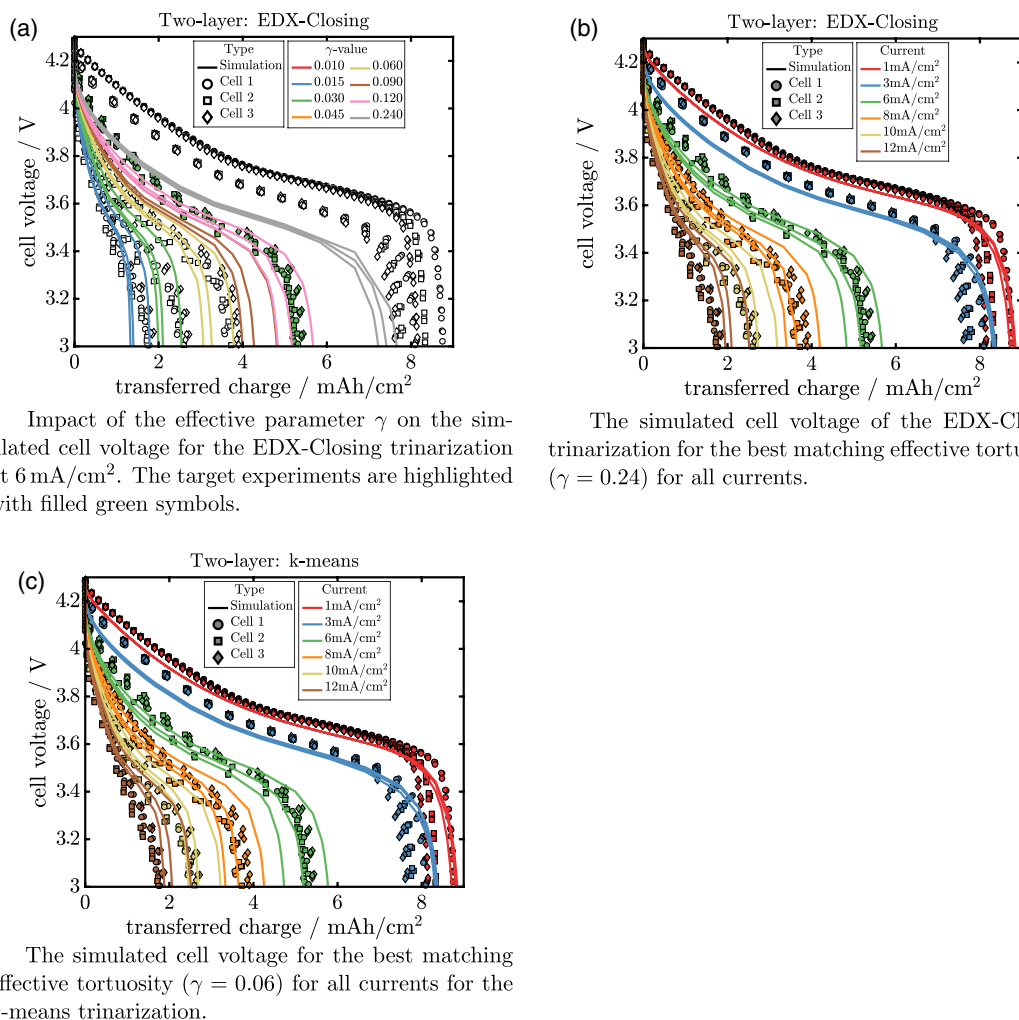 (a)
Two-layer: EDX-Closing
Type
Simulation
Cell 1
Cell 2
Cell 3
γ-value
0.010
0.015
0.030
0.045
0.060
0.090
0.120
0.240
cell voltage / V
4.2
4
3.8
3.6
3.4
3.2
3
0 2 4 6 8
transferred charge / mAh/cm²
Impact of the effective parameter γ on the sim-
ulated cell voltage for the EDX-Closing trinarization
t 6 mA/cm². The target experiments are highlighted
with filled green symbols.
(b)
Two-layer: EDX-Closing
Type
Simulation
Cell 1
Cell 2
Cell 3
Current
1mA/cm²
3mA/cm²
6mA/cm²
8mA/cm²
10mA/cm²
12mA/cm²
cell voltage / V
4.2
4
3.8
3.6
3.4
3.2
3
0 2 4 6 8
transferred charge / mAh/cm²
The simulated cell voltage of the EDX-Cl
trinarization for the best matching effective tortu
(γ = 0.24) for all currents.
(c)
Two-layer: k-means
Type
Simulation
Cell 1
Cell 2
Cell 3
Current
1mA/cm²
3mA/cm²
6mA/cm²
8mA/cm²
10mA/cm²
12mA/cm²
cell voltage / V
4.2
4
3.8
3.6
3.4
3.2
3
0 2 4 6 8
transferred charge / mAh/cm²
The simulated cell voltage for the best matching
ffective tortuosity (γ = 0.06) for all currents for the
-means trinarization.